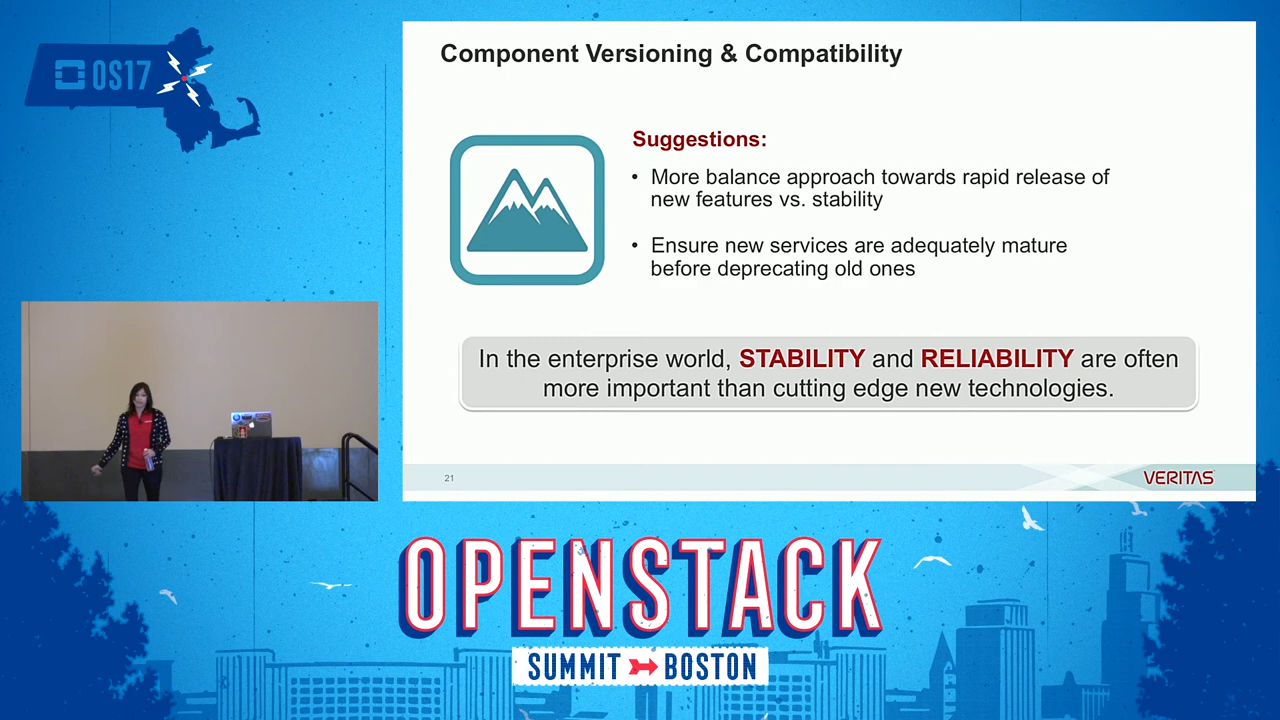 OS17
Component Versioning & Compatibility
Suggestions:
• More balance approach towards rapid release of
new features vs. stability
• Ensure new services are adequately mature
before deprecating old ones
In the enterprise world, STABILITY and RELIABILITY are often
more important than cutting edge new technologies.
21
VERITAS
OPENSTACK
SUMMIT BOSTON